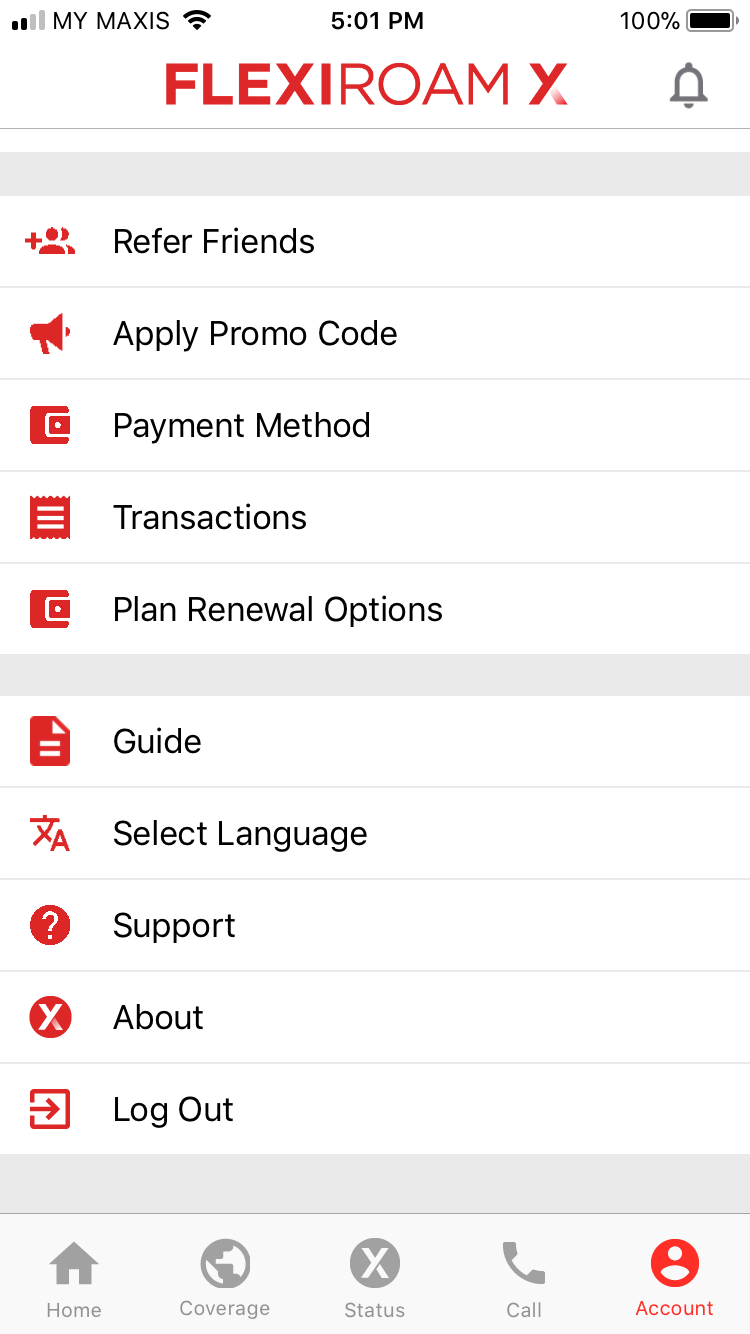 MY MAXIS 5:01 PM 100%
FLEXIROAM X
Refer Friends
Apply Promo Code
Payment Method
Transactions
Plan Renewal Options
Guide
Select Language
Support
About
Log Out
Home Coverage Status Call Account